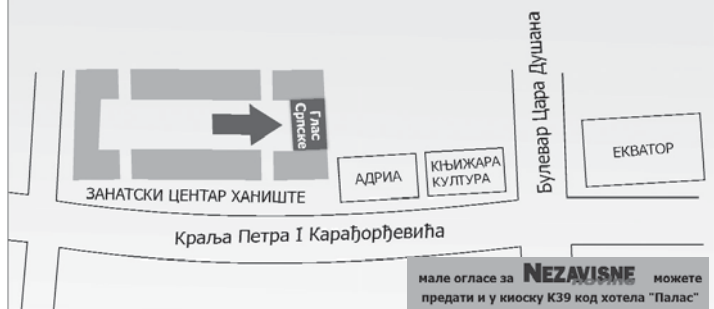 Глас
Српске
АДРИА
КЊИЖАРА
КУЛТУРА
Булевар Цара Душана
ЕКВАТОР
ЗАНАТСКИ ЦЕНТАР ХАНИШТЕ
Краља Петра I Карађорђевића
мале огласе за NEZAVISNE novine можете
предати и у киоску К39 код хотела "Палас"